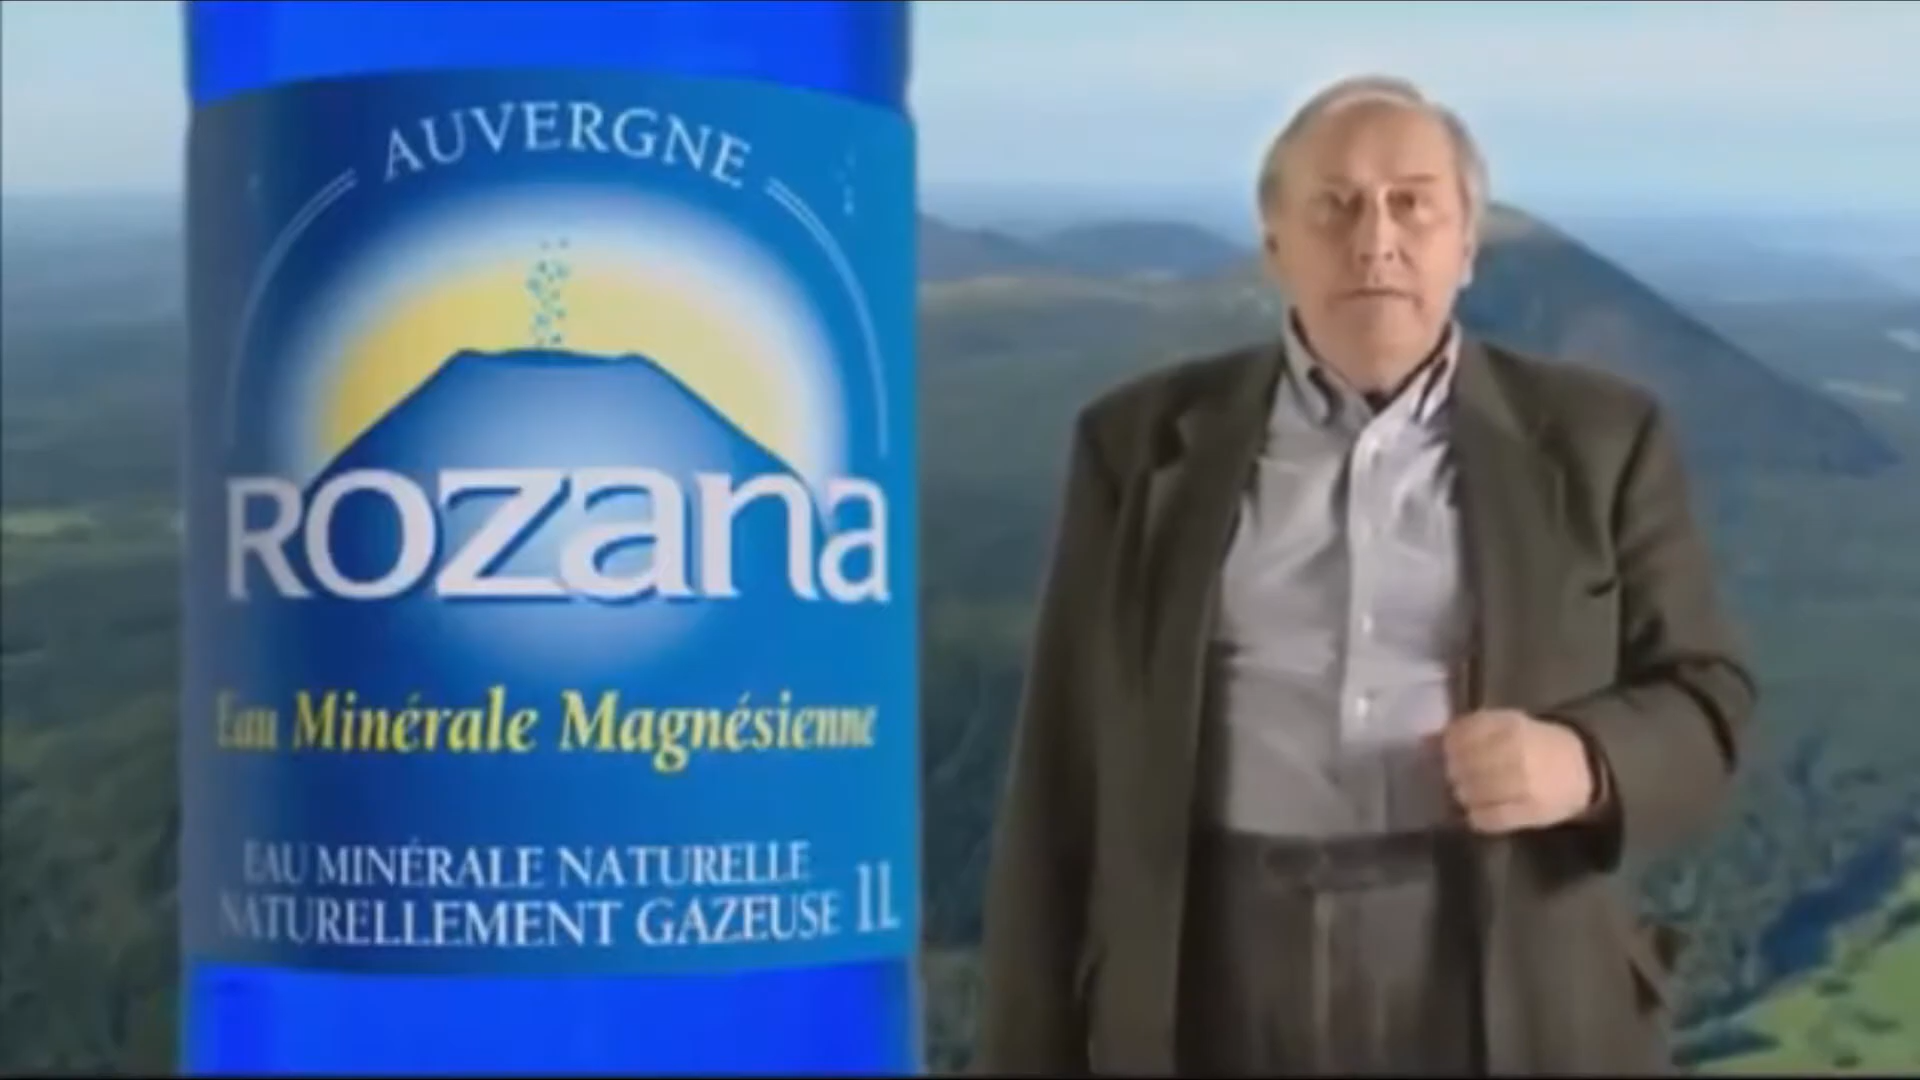 AUVERGNE
ROZana
Eau Minérale Magnésienne
EAU MINÉRALE NATURELLE
NATURELLEMENT GAZEUSE 1L